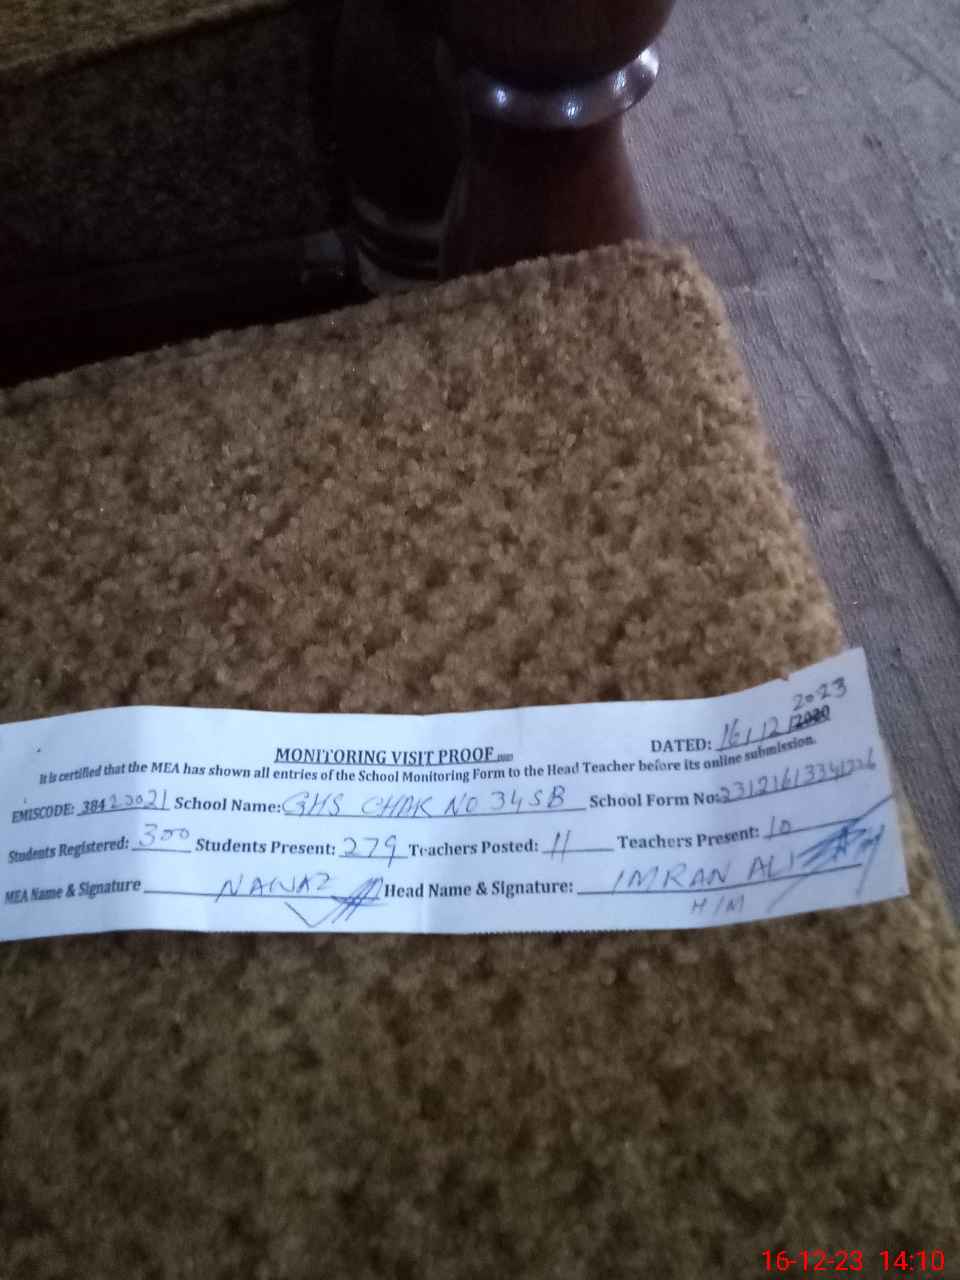 2023
MONITORING VISIT PROOF DATED: 16/12/2020
It is certified that the MEA has shown all entries of the School Monitoring Form to the Head Teacher before its online submission.
EMISCODE: 38423021 School Name: GHS CHAK NO 34SB School Form No:
Students Registered: 300 Students Present: 279 Teachers Posted: 11 Teachers Present: 10
MEA Name & Signature NAWAZ Head Name & Signature: IMRAN ALI
H/M
16-12-23 14:10